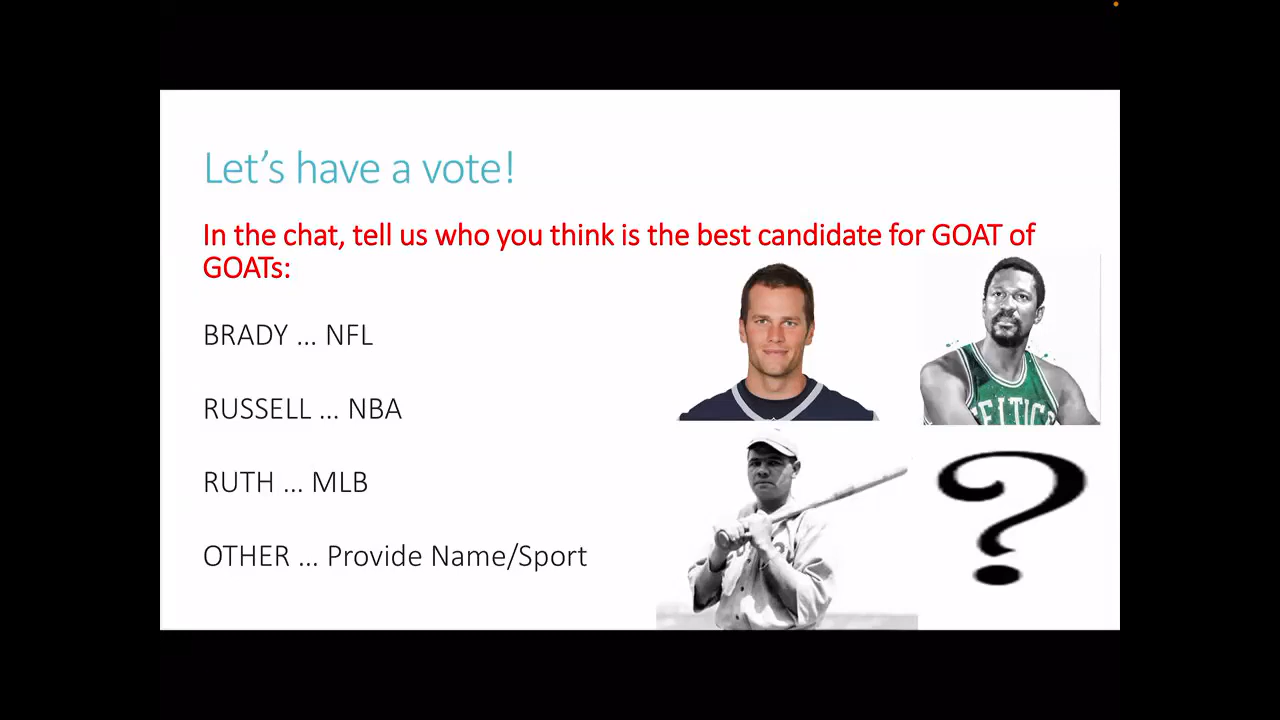 Let’s have a vote!
In the chat, tell us who you think is the best candidate for GOAT of
GOATs:
BRADY ... NFL
RUSSELL ... NBA
RUTH ... MLB
OTHER ... Provide Name/Sport
CELTICS
?